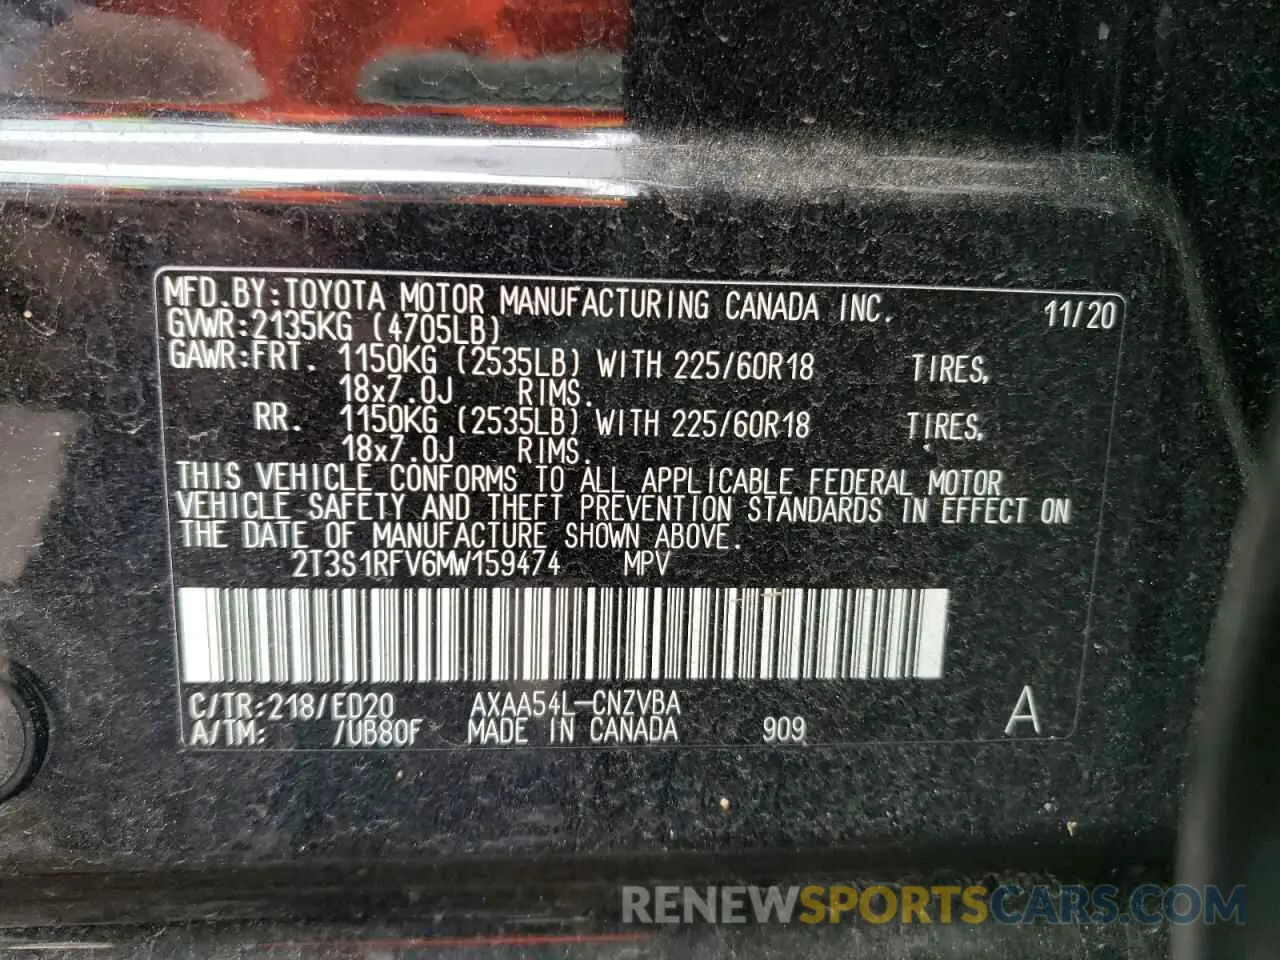 MFD.BY:TOYOTA MOTOR MANUFACTURING CANADA INC. 11/20
GVWR:2135KG (4705LB)
GAWR:FRT. 1150KG (2535LB) WITH 225/60R18 TIRES,
18x7.0J RIMS.
RR. 1150KG (2535LB) WITH 225/60R18 TIRES,
18x7.0J RIMS.
THIS VEHICLE CONFORMS TO ALL APPLICABLE FEDERAL MOTOR
VEHICLE SAFETY AND THEFT PREVENTION STANDARDS IN EFFECT ON
THE DATE OF MANUFACTURE SHOWN ABOVE.
2T3S1RFV6MW159474 MPV
C/TR:218/ED20 AXAA54L-CNZVBA A
A/TM: /UB80F MADE IN CANADA 909
RENEWSPORTSCARS.COM